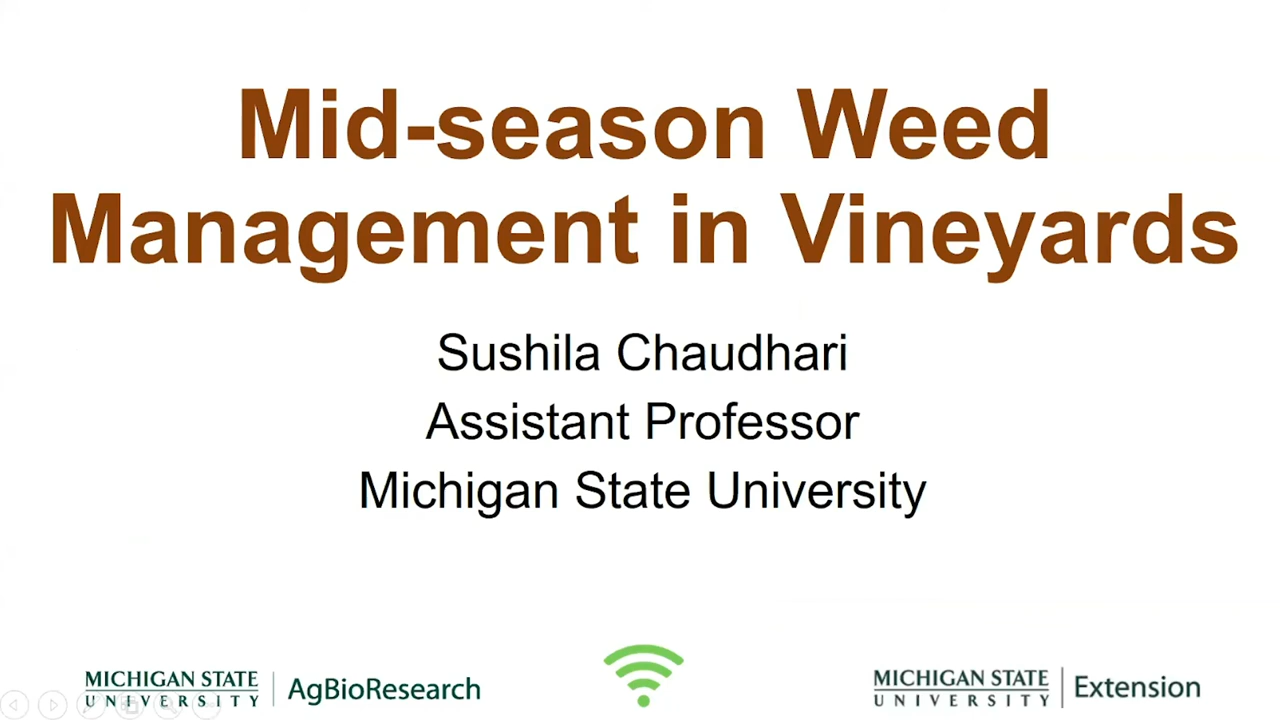 Mid-season Weed
Management in Vineyards
Sushila Chaudhari
Assistant Professor
Michigan State University
MICHIGAN STATE
UNIVERSITY
AgBioResearch
MICHIGAN STATE
UNIVERSITY
Extension